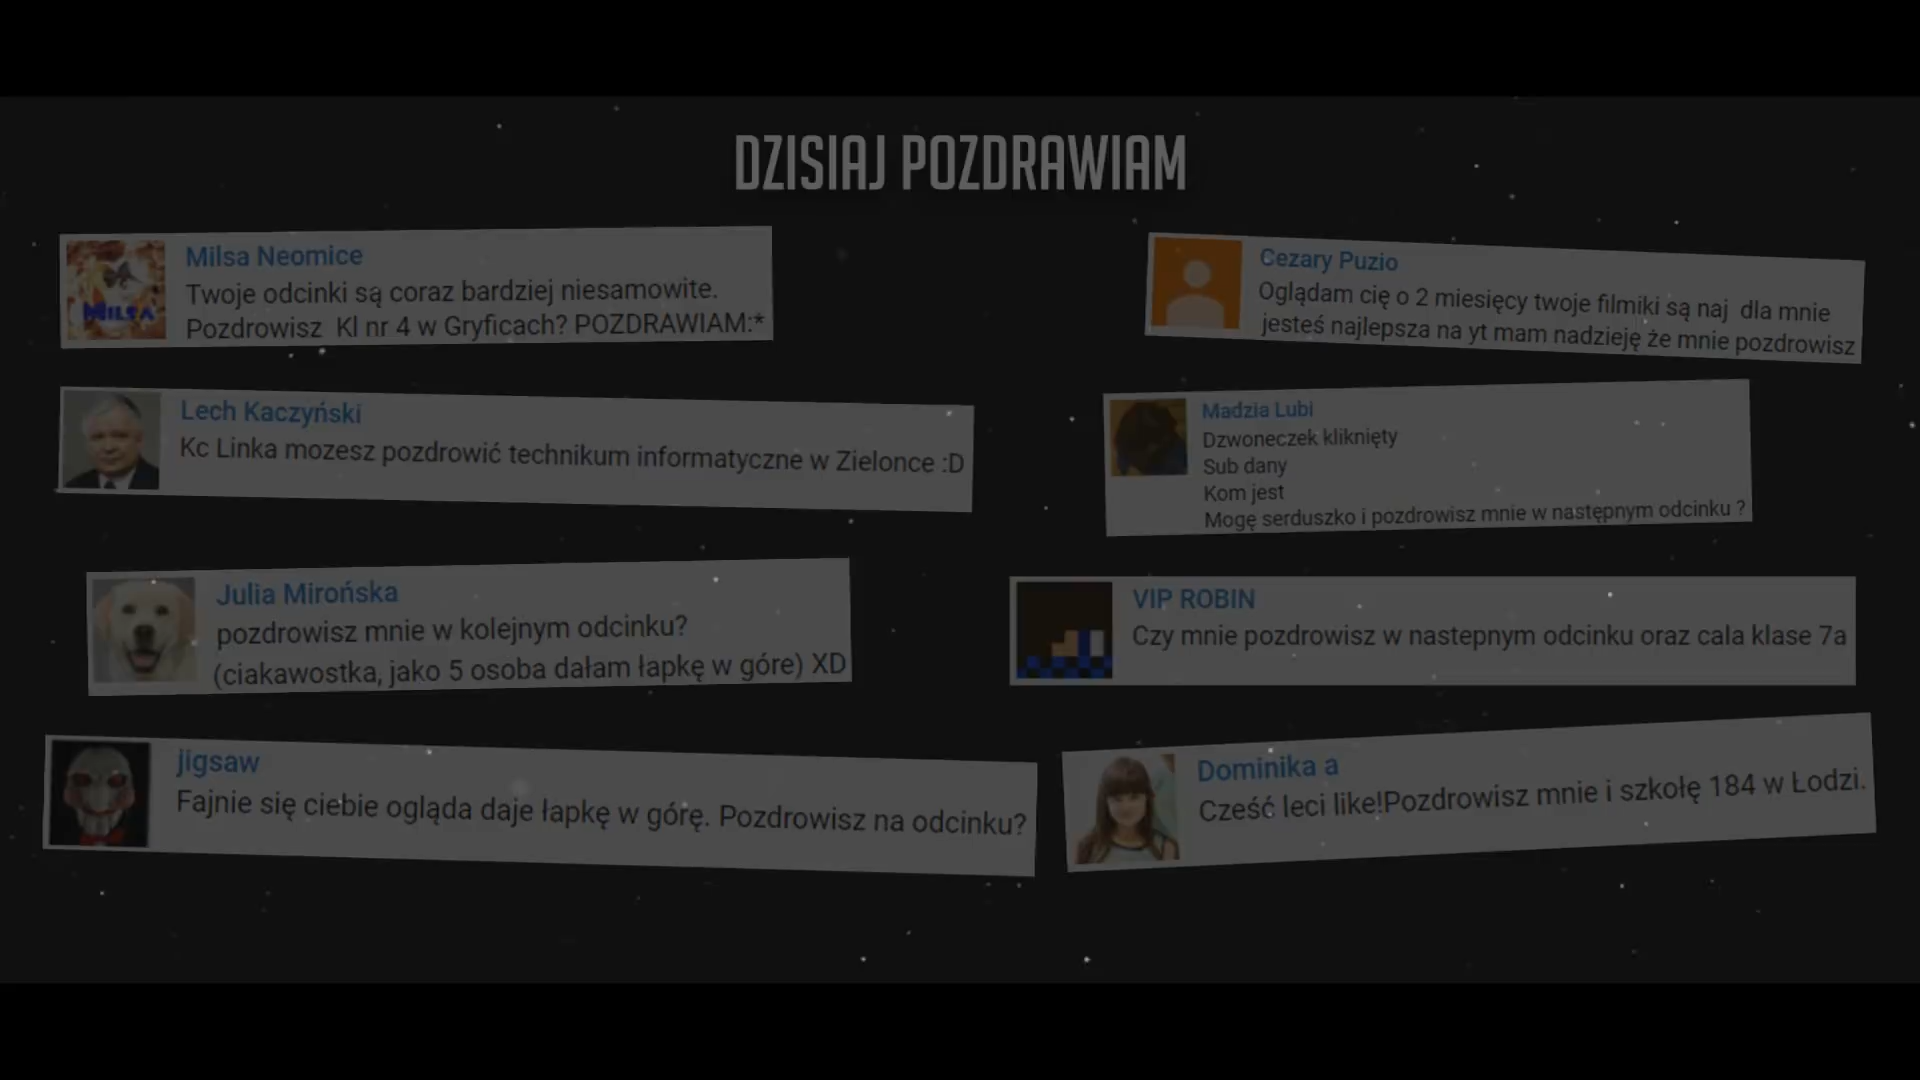 DZISIAJ POZDRAWIAM
MILSA
Milsa Neomice
Twoje odcinki są coraz bardziej niesamowite.
Pozdrowisz Kl nr 4 w Gryficach? POZDRAWIAM:*
Cezary Puzio
Oglądam cię o 2 miesięcy twoje filmiki są naj dla mnie
jesteś najlepsza na yt mam nadzieję że mnie pozdrowisz
Lech Kaczyński
Kc Linka mozesz pozdrowić technikum informatyczne w Zielonce :D
Madzia Lubi
Dzwoneczek kliknięty
Sub dany
Kom jest
Mogę serduszko i pozdrowisz mnie w następnym odcinku ?
Julia Mirońska
pozdrowisz mnie w kolejnym odcinku?
(ciakawostka, jako 5 osoba dałam łapkę w góre) XD
VIP ROBIN
Czy mnie pozdrowisz w nastepnym odcinku oraz cala klase 7a
jigsaw
Fajnie się ciebie ogląda daje łapkę w górę. Pozdrowisz na odcinku?
Dominika a
Cześć leci like!Pozdrowisz mnie i szkołę 184 w Łodzi.